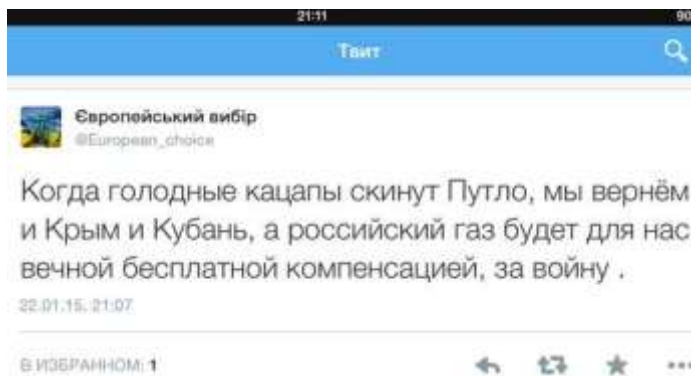 21:11
90
Твит
Європейський вибір
@European_choice
Когда голодные кацапы скинут Путло, мы вернём
и Крым и Кубань, а российский газ будет для нас
вечной бесплатной компенсацией, за войну .
22.01.15, 21:07
В ИЗБРАННОМ: 1